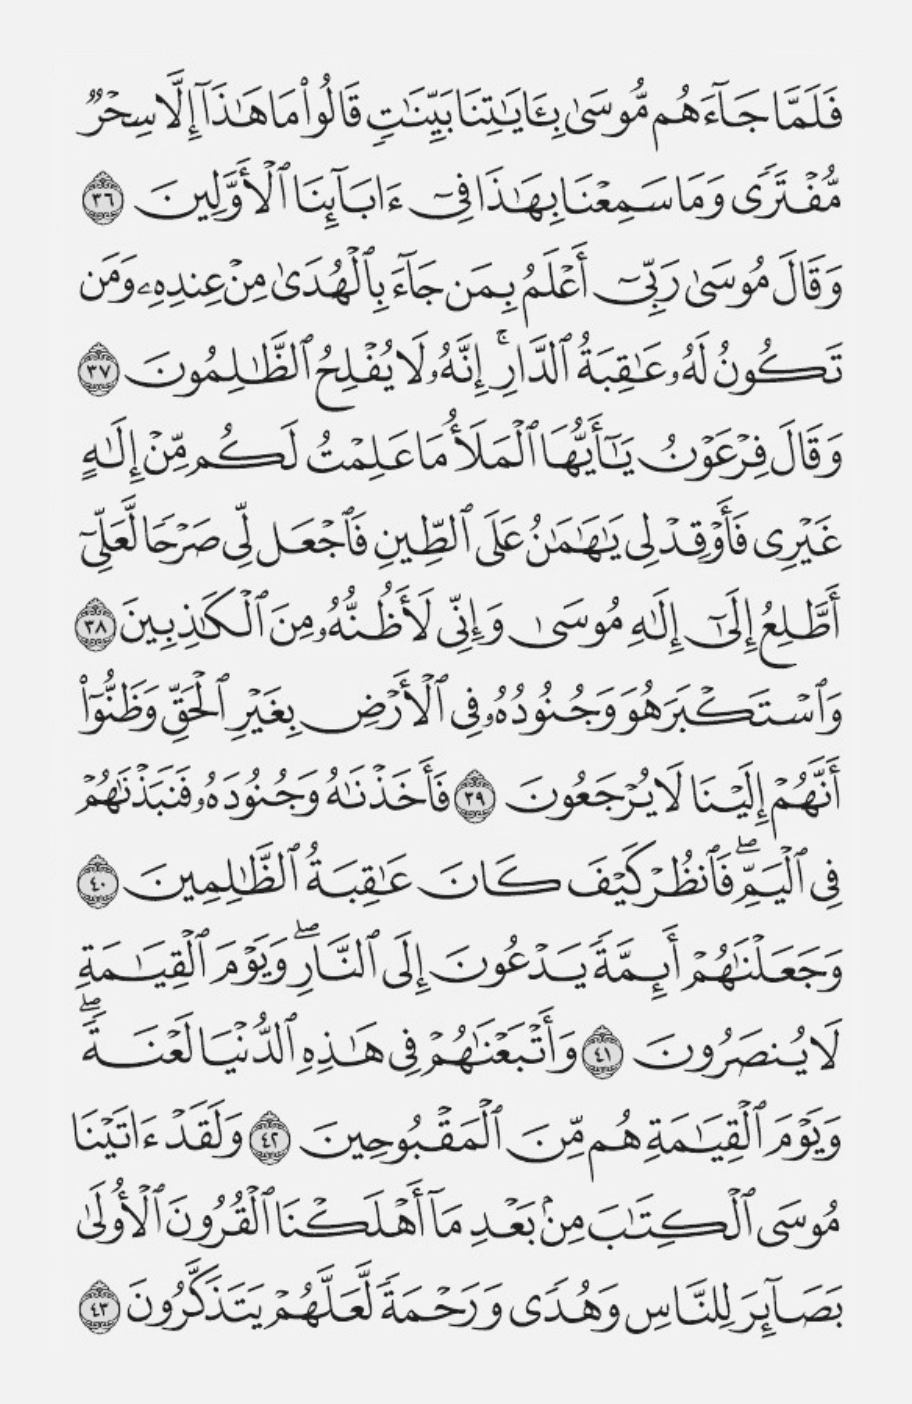 فَلَمَّا جَآءَهُم مُّوسَىٰ بِـَٔايَـٰتِنَا بَيِّنَـٰتٍ قَالُوا۟ مَا هَـٰذَآ إِلَّا سِحْرٌ
مُّفْتَرًى وَمَا سَمِعْنَا بِهَـٰذَا فِىٓ ءَابَآئِنَا ٱلْأَوَّلِينَ ٣٦
وَقَالَ مُوسَىٰ رَبِّىٓ أَعْلَمُ بِمَن جَآءَ بِٱلْهُدَىٰ مِنْ عِندِهِۦ وَمَن
تَكُونُ لَهُۥ عَـٰقِبَةُ ٱلدَّارِ ۚ إِنَّهُۥ لَا يُفْلِحُ ٱلظَّـٰلِمُونَ ٣٧
وَقَالَ فِرْعَوْنُ يَـٰٓأَيُّهَا ٱلْمَلَأُ مَا عَلِمْتُ لَكُم مِّنْ إِلَـٰهٍ
غَيْرِى فَأَوْقِدْ لِى يَـٰهَـٰمَـٰنُ عَلَى ٱلطِّينِ فَٱجْعَل لِّى صَرْحًا لَّعَلِّىٓ
أَطَّلِعُ إِلَىٰٓ إِلَـٰهِ مُوسَىٰ وَإِنِّى لَأَظُنُّهُۥ مِنَ ٱلْكَـٰذِبِينَ ٣٨
وَٱسْتَكْبَرَ هُوَ وَجُنُودُهُۥ فِى ٱلْأَرْضِ بِغَيْرِ ٱلْحَقِّ وَظَنُّوٓا۟
أَنَّهُمْ إِلَيْنَا لَا يُرْجَعُونَ ٣٩ فَأَخَذْنَـٰهُ وَجُنُودَهُۥ فَنَبَذْنَـٰهُمْ
فِى ٱلْيَمِّ ۖ فَٱنظُرْ كَيْفَ كَانَ عَـٰقِبَةُ ٱلظَّـٰلِمِينَ ٤٠
وَجَعَلْنَـٰهُمْ أَئِمَّةً يَدْعُونَ إِلَى ٱلنَّارِ ۖ وَيَوْمَ ٱلْقِيَـٰمَةِ
لَا يُنصَرُونَ ٤١ وَأَتْبَعْنَـٰهُمْ فِى هَـٰذِهِ ٱلدُّنْيَا لَعْنَةً ۖ
وَيَوْمَ ٱلْقِيَـٰمَةِ هُم مِّنَ ٱلْمَقْبُوحِينَ ٤٢ وَلَقَدْ ءَاتَيْنَا
مُوسَى ٱلْكِتَـٰبَ مِنۢ بَعْدِ مَآ أَهْلَكْنَا ٱلْقُرُونَ ٱلْأُولَىٰ
بَصَآئِرَ لِلنَّاسِ وَهُدًى وَرَحْمَةً لَّعَلَّهُمْ يَتَذَكَّرُونَ ٤٣